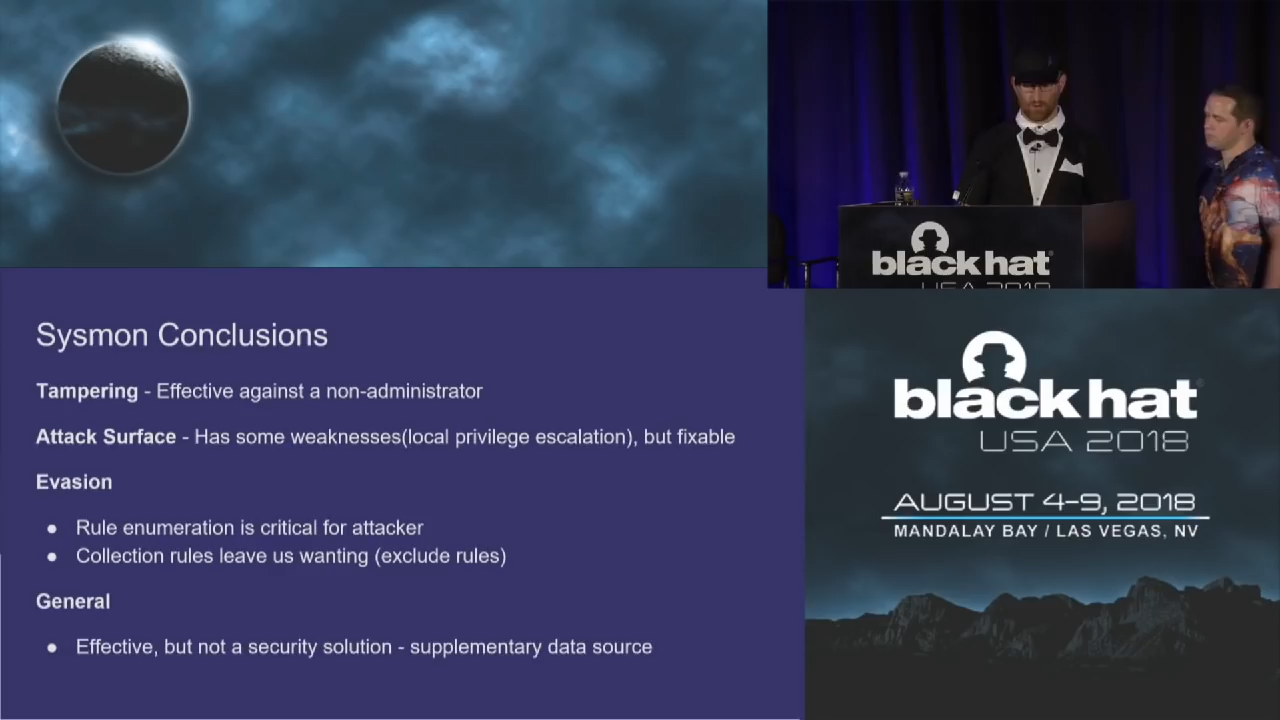 Sysmon Conclusions
Tampering - Effective against a non-administrator
Attack Surface - Has some weaknesses(local privilege escalation), but fixable
Evasion
● Rule enumeration is critical for attacker
● Collection rules leave us wanting (exclude rules)
General
● Effective, but not a security solution - supplementary data source
black hat
USA 2018
black hat
USA 2018
AUGUST 4-9, 2018
MANDALAY BAY / LAS VEGAS, NV